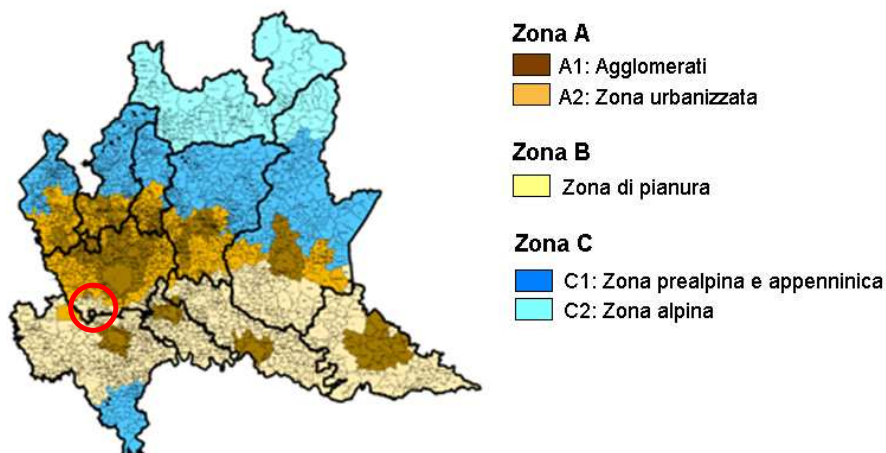 Zona A
A1: Agglomerati
A2: Zona urbanizzata
Zona B
Zona di pianura
Zona C
C1: Zona prealpina e appenninica
C2: Zona alpina